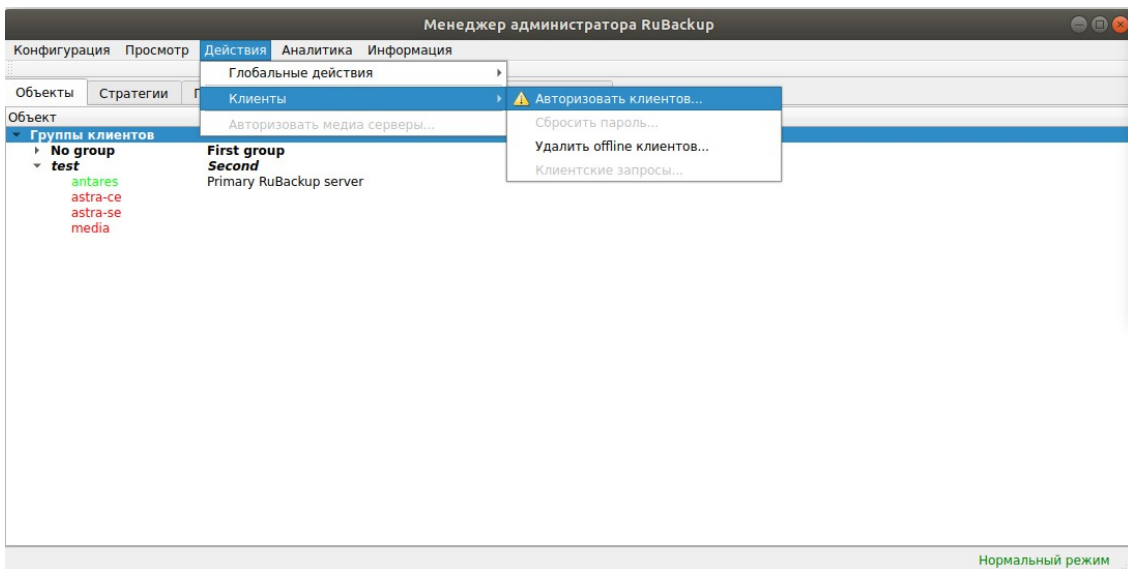 Менеджер администратора RuBackup
Конфигурация Просмотр Действия Аналитика Информация
Глобальные действия
Объекты Стратегии
Клиенты
Авторизовать клиентов...
Объект
Авторизовать медиа серверы...
Сбросить пароль...
Группы клиентов
Удалить offline клиентов...
No group First group
Клиентские запросы...
test Second
antares Primary RuBackup server
astra-ce
astra-se
media
Нормальный режим